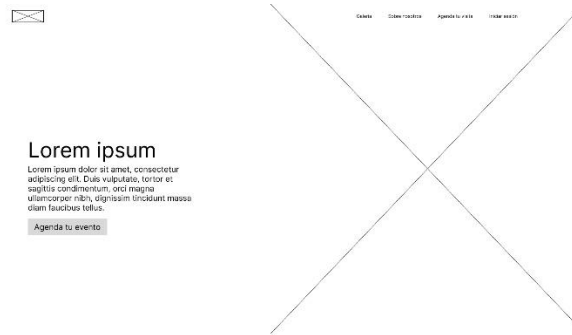 Galería
Sobre nosotros
Agenda tu visita
Iniciar sesión
Lorem ipsum
Lorem ipsum dolor sit amet, consectetur
adipiscing elit. Duis vulputate, tortor et
sagittis condimentum, orci magna
ullamcorper nibh, dignissim tincidunt massa
diam faucibus tellus.
Agenda tu evento